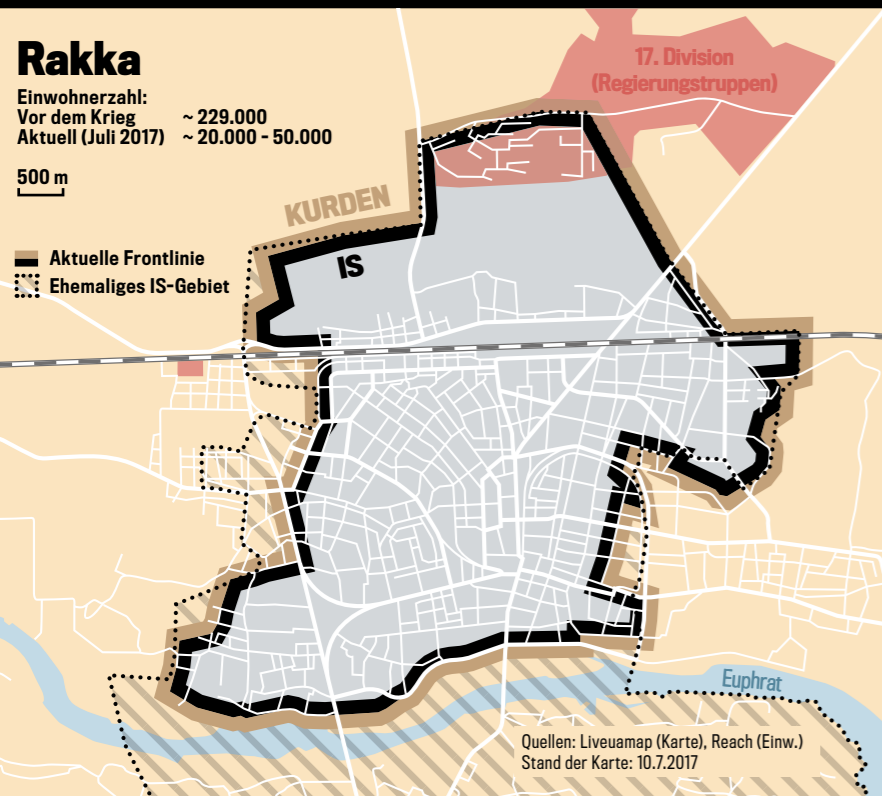 Rakka
Einwohnerzahl:
Vor dem Krieg ~ 229.000
Aktuell (Juli 2017) ~ 20.000 - 50.000
500 m
17. Division
(Regierungstruppen)
KURDEN
IS
Aktuelle Frontlinie
Ehemaliges IS-Gebiet
Euphrat
Quellen: Liveuamap (Karte), Reach (Einw.)
Stand der Karte: 10.7.2017